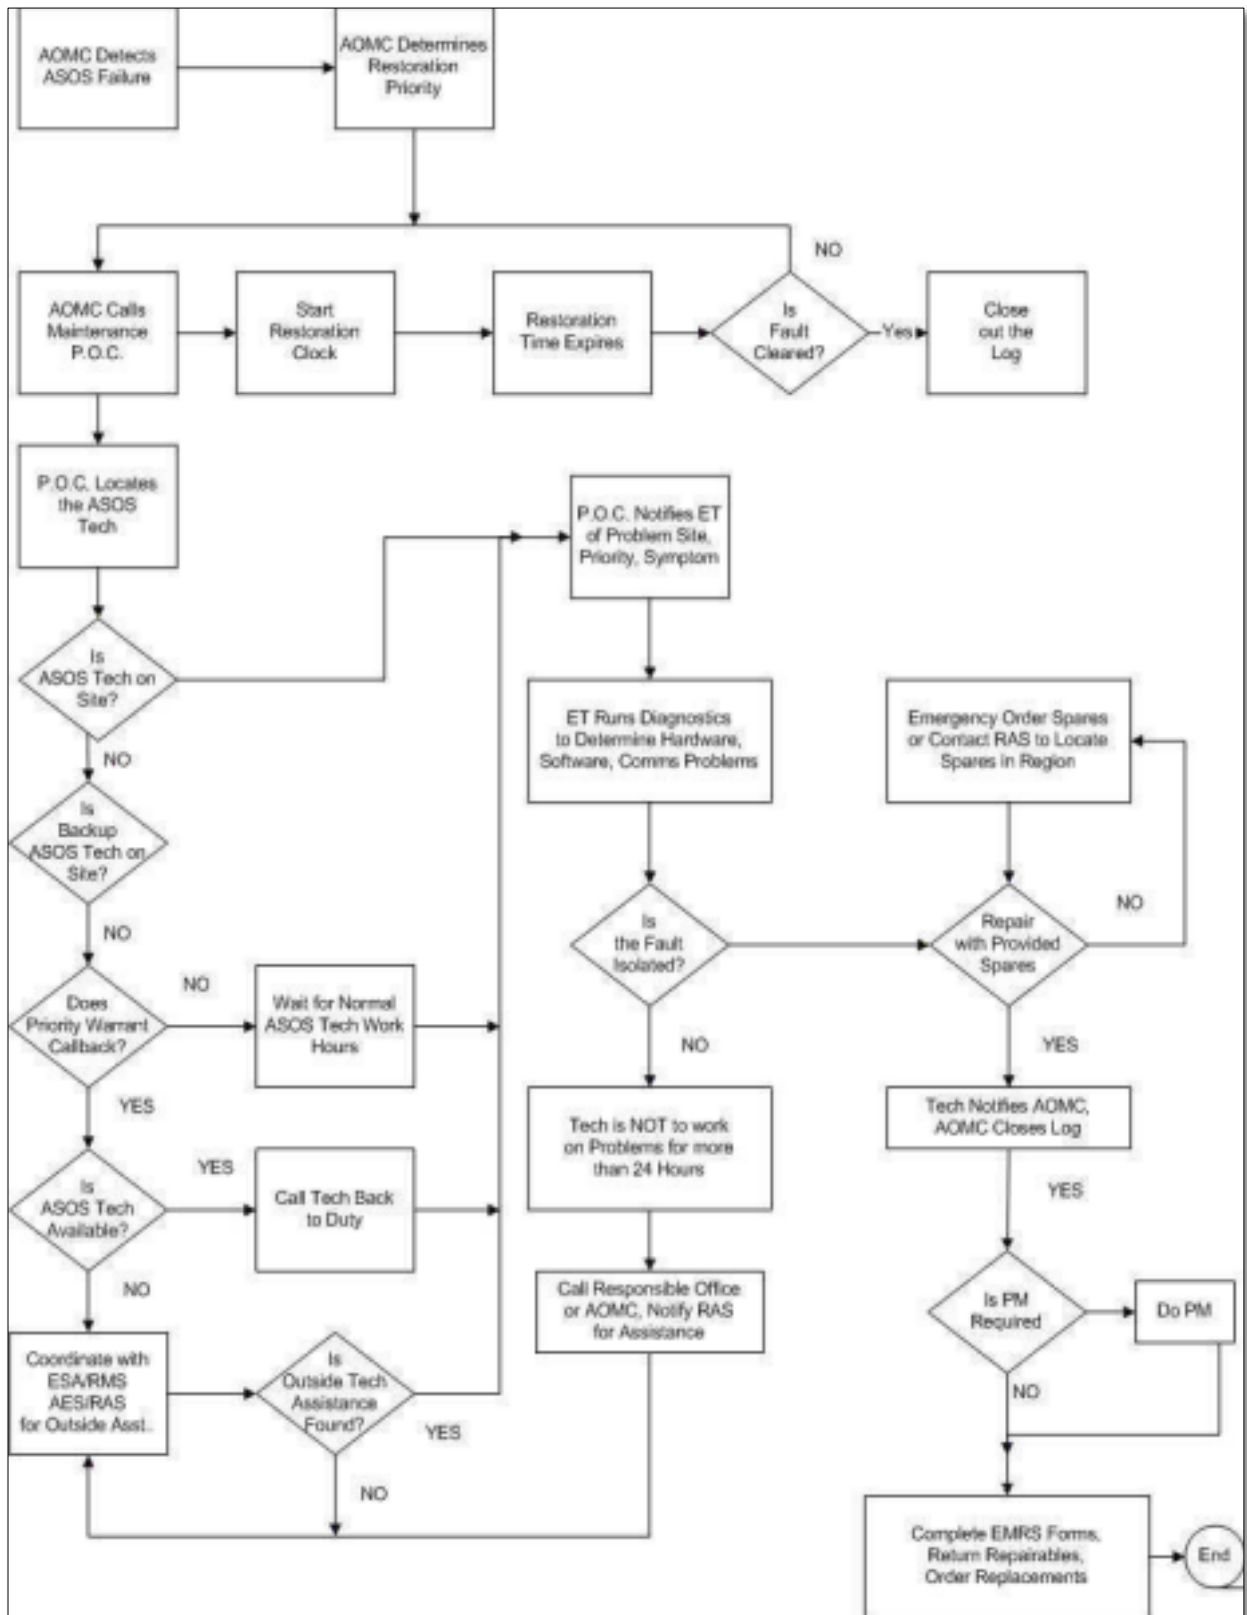 AOMC Detects
ASOS Failure
AOMC Determines
Restoration
Priority
NO
AOMC Calls
Maintenance
P.O.C.
Start
Restoration
Clock
Restoration
Time Expires
Is
Fault
Cleared?
Yes
Close
out the
Log
P.O.C. Locates
the ASOS
Tech
P.O.C. Notifies ET
of Problem Site,
Priority, Symptom
Is
ASOS Tech on
Site?
NO
ET Runs Diagnostics
to Determine Hardware,
Software, Comms Problems
Emergency Order Spares
or Contact RAS to Locate
Spares in Region
Is
Backup
ASOS Tech on
Site?
NO
Is
the Fault
Isolated?
Repair
with Provided
Spares
NO
Does
Priority Warrant
Callback?
NO
Wait for Normal
ASOS Tech Work
Hours
NO
YES
YES
Tech is NOT to work
on Problems for more
than 24 Hours
Tech Notifies AOMC,
AOMC Closes Log
YES
Is
ASOS Tech
Available?
YES
Call Tech Back
to Duty
NO
Call Responsible Office
or AOMC, Notify RAS
for Assistance
Is PM
Required
Do PM
NO
Coordinate with
ESA/RMS
AES/RAS
for Outside Asst..
Is
Outside Tech
Assistance
Found?
YES
NO
Complete EMRS Forms,
Return Repairables,
Order Replacements
End